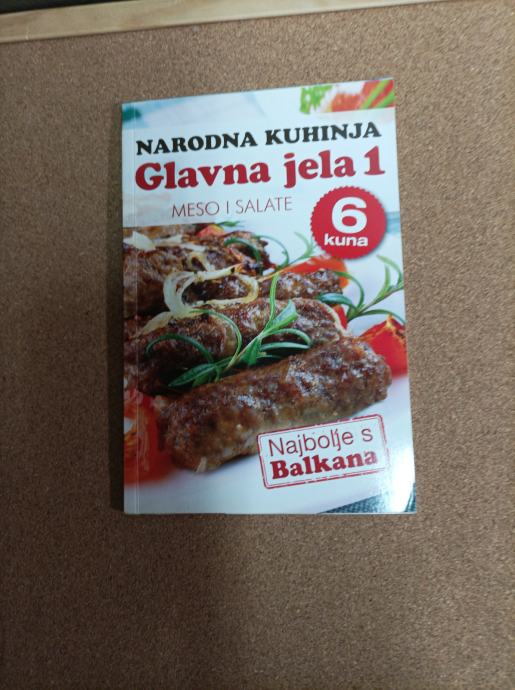 NARODNA KUHINJA
Glavna jela 1
MESO I SALATE
6
kuna
Najbolje s
Balkana